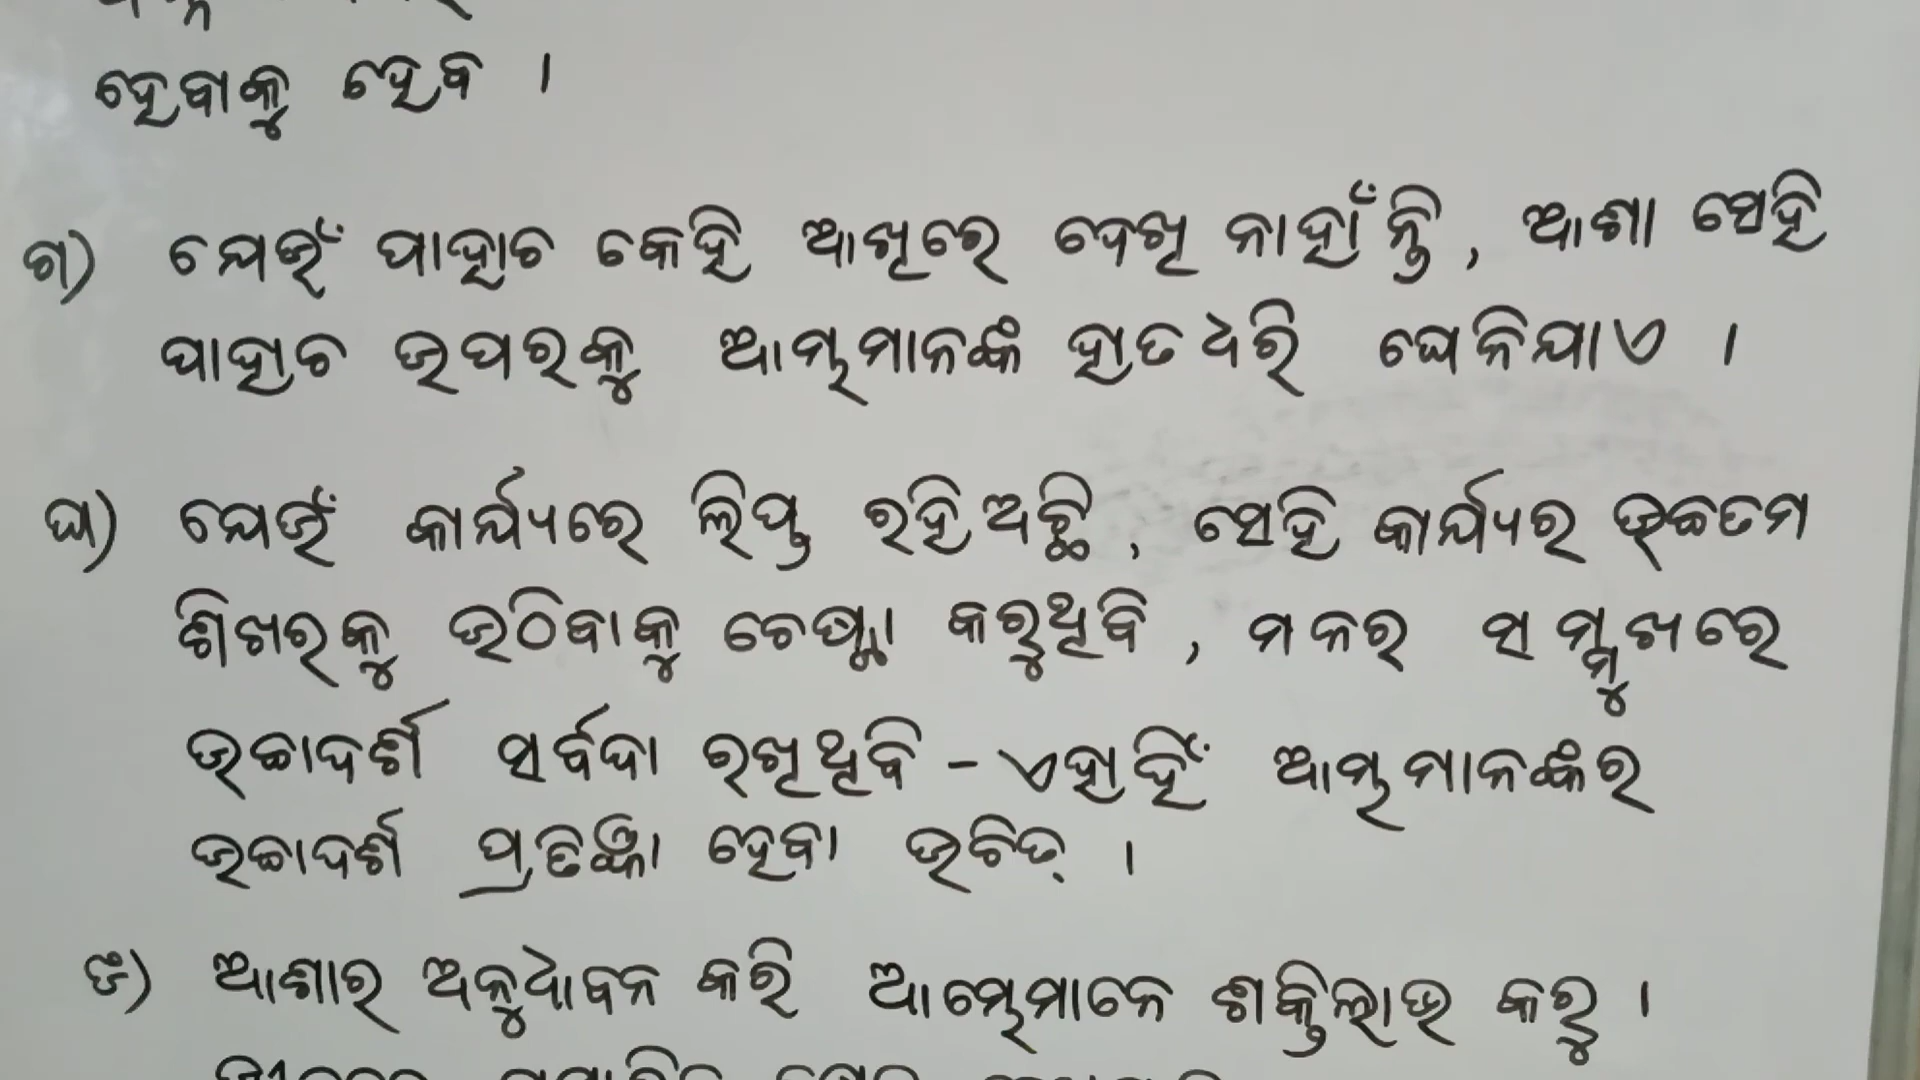 ହେବାକୁ ହେବ ।
ଗ) ଯେଉଁ ପାହାଚ କେହି ଆଖିରେ ଦେଖି ନାହାଁନ୍ତି, ଆଶା ସେହି
ପାହାଚ ଉପରକୁ ଆମ୍ଭମାନଙ୍କ ହାତଧରି ଘେନିଯାଏ ।
ଘ) ଯେଉଁ କାର୍ଯ୍ୟରେ ଲିପ୍ତ ରହିଅଛି, ସେହି କାର୍ଯ୍ୟର ଉଚ୍ଚତମ
ଶିଖରକୁ ଉଠିବାକୁ ଚେଷ୍ଟା କରୁଥିବି, ମନର ସମ୍ମୁଖରେ
ଉଚ୍ଚାଦର୍ଶ ସର୍ବଦା ରଖିଥିବି - ଏହାହିଁ ଆମ୍ଭମାନଙ୍କର
ଉଚ୍ଚାଦର୍ଶ ପ୍ରତିଜ୍ଞା ହେବା ଉଚିତ୍ ।
ଙ) ଆଶାର ଅନୁଧାବନ କରି ଆମ୍ଭେମାନେ ଶକ୍ତିଲାଭ କରୁ ।